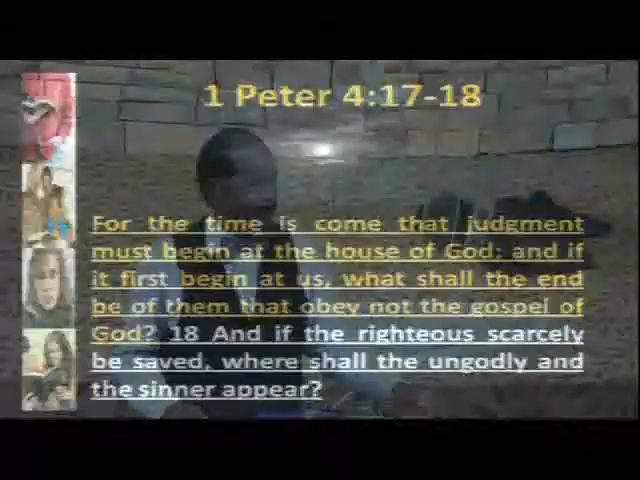 1 Peter 4:17-18
For the time is come that judgment
must begin at the house of God: and if
it first begin at us, what shall the end
be of them that obey not the gospel of
God? 18 And if the righteous scarcely
be saved, where shall the ungodly and
the sinner appear?